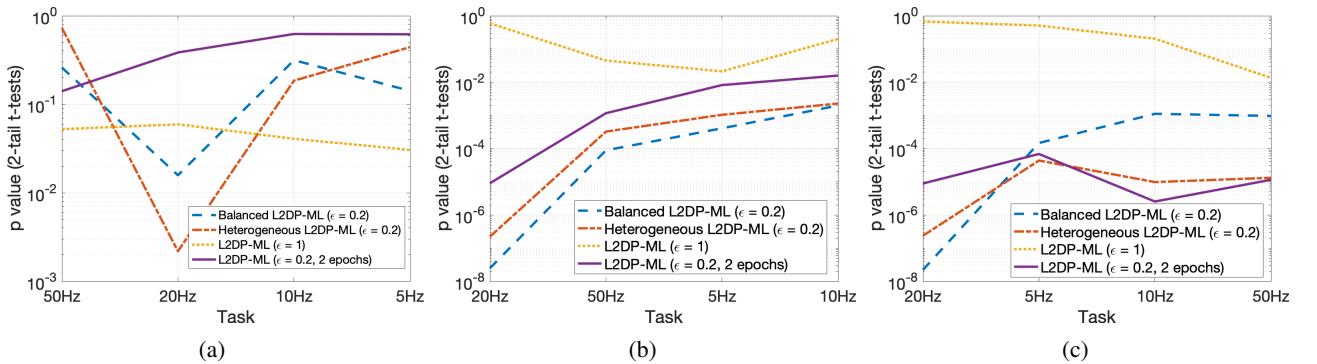 p value (2-tail t-tests)
10^0
10^-1
10^-2
10^-3
50Hz 20Hz 10Hz 5Hz
Task
Balanced L2DP-ML (ϵ = 0.2)
Heterogeneous L2DP-ML (ϵ = 0.2)
L2DP-ML (ϵ = 1)
L2DP-ML (ϵ = 0.2, 2 epochs)
(a)
p value (2-tail t-tests)
10^0
10^-2
10^-4
10^-6
10^-8
20Hz 50Hz 5Hz 10Hz
Task
Balanced L2DP-ML (ϵ = 0.2)
Heterogeneous L2DP-ML (ϵ = 0.2)
L2DP-ML (ϵ = 1)
L2DP-ML (ϵ = 0.2, 2 epochs)
(b)
p value (2-tail t-tests)
10^0
10^-2
10^-4
10^-6
10^-8
20Hz 5Hz 10Hz 50Hz
Task
Balanced L2DP-ML (ϵ = 0.2)
Heterogeneous L2DP-ML (ϵ = 0.2)
L2DP-ML (ϵ = 1)
L2DP-ML (ϵ = 0.2, 2 epochs)
(c)